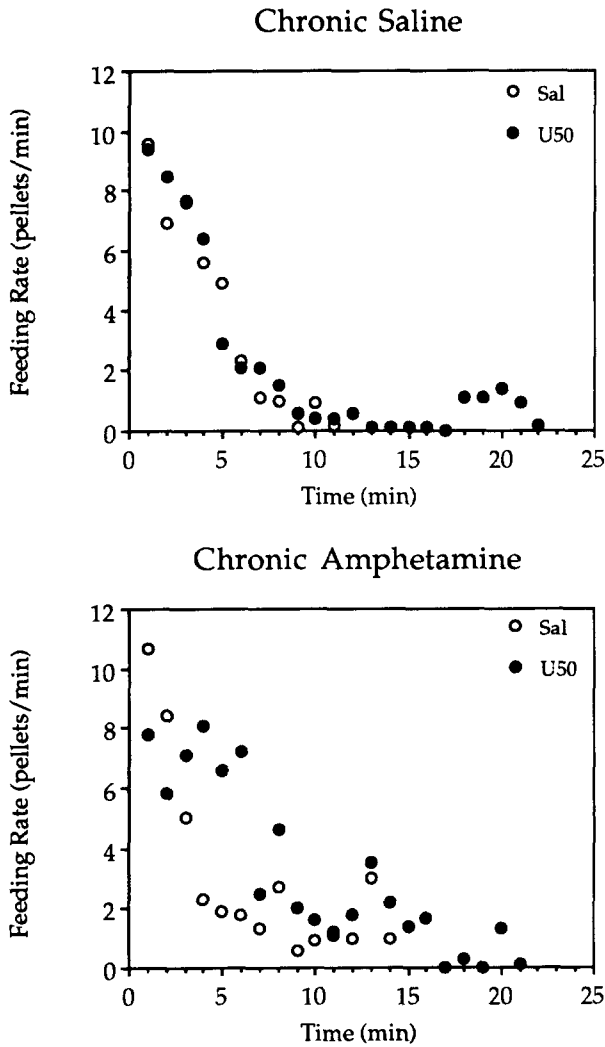 Chronic Saline
12
10
8
6
4
2
0
Feeding Rate (pellets/min)
Sal
U50
0 5 10 15 20 25
Time (min)
Chronic Amphetamine
12
10
8
6
4
2
0
Feeding Rate (pellets/min)
Sal
U50
0 5 10 15 20 25
Time (min)